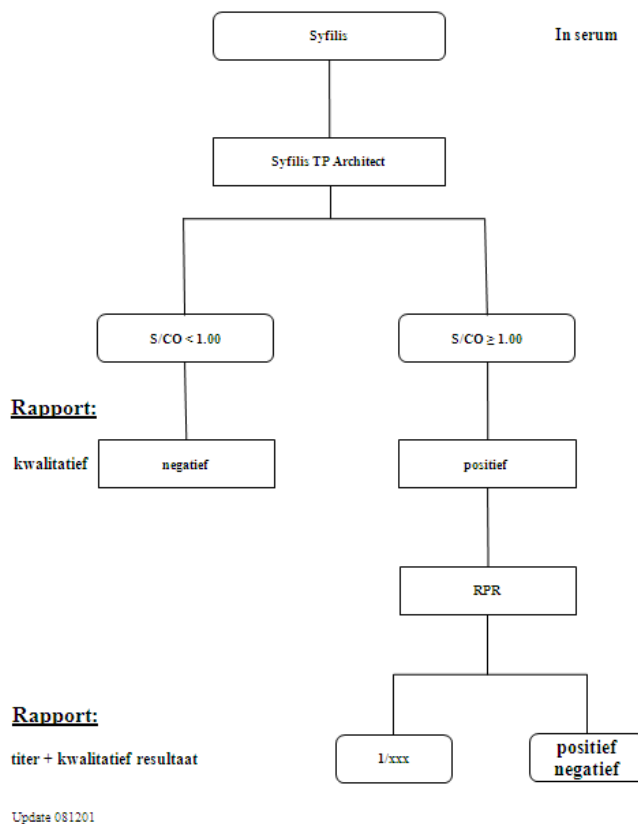 Syfilis
In serum
Syfilis TP Architect
S/CO < 1.00
S/CO ≥ 1.00
Rapport:
kwalitatief
negatief
positief
RPR
Rapport:
titer + kwalitatief resultaat
1/xxx
positief
negatief
Update 081201